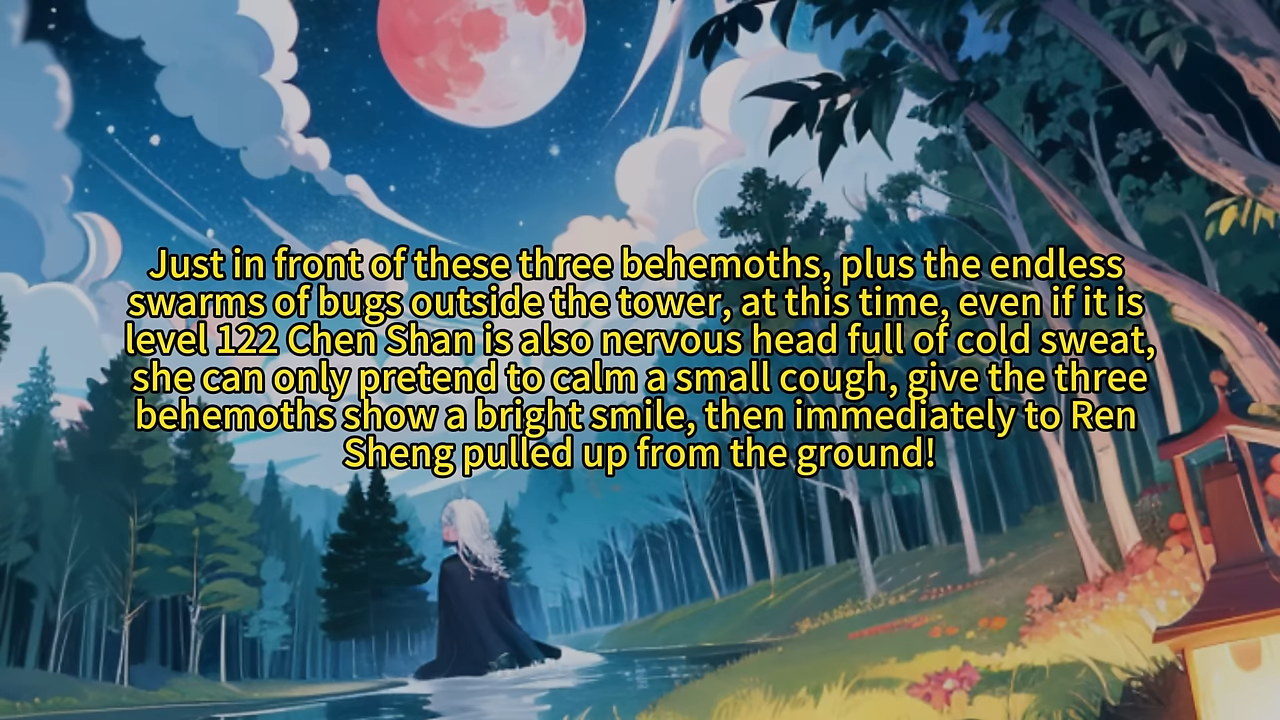 Just in front of these three behemoths, plus the endless
swarms of bugs outside the tower, at this time, even if it is
level 122 Chen Shan is also nervous head full of cold sweat,
she can only pretend to calm a small cough, give the three
behemoths show a bright smile, then immediately to Ren
Sheng pulled up from the ground!